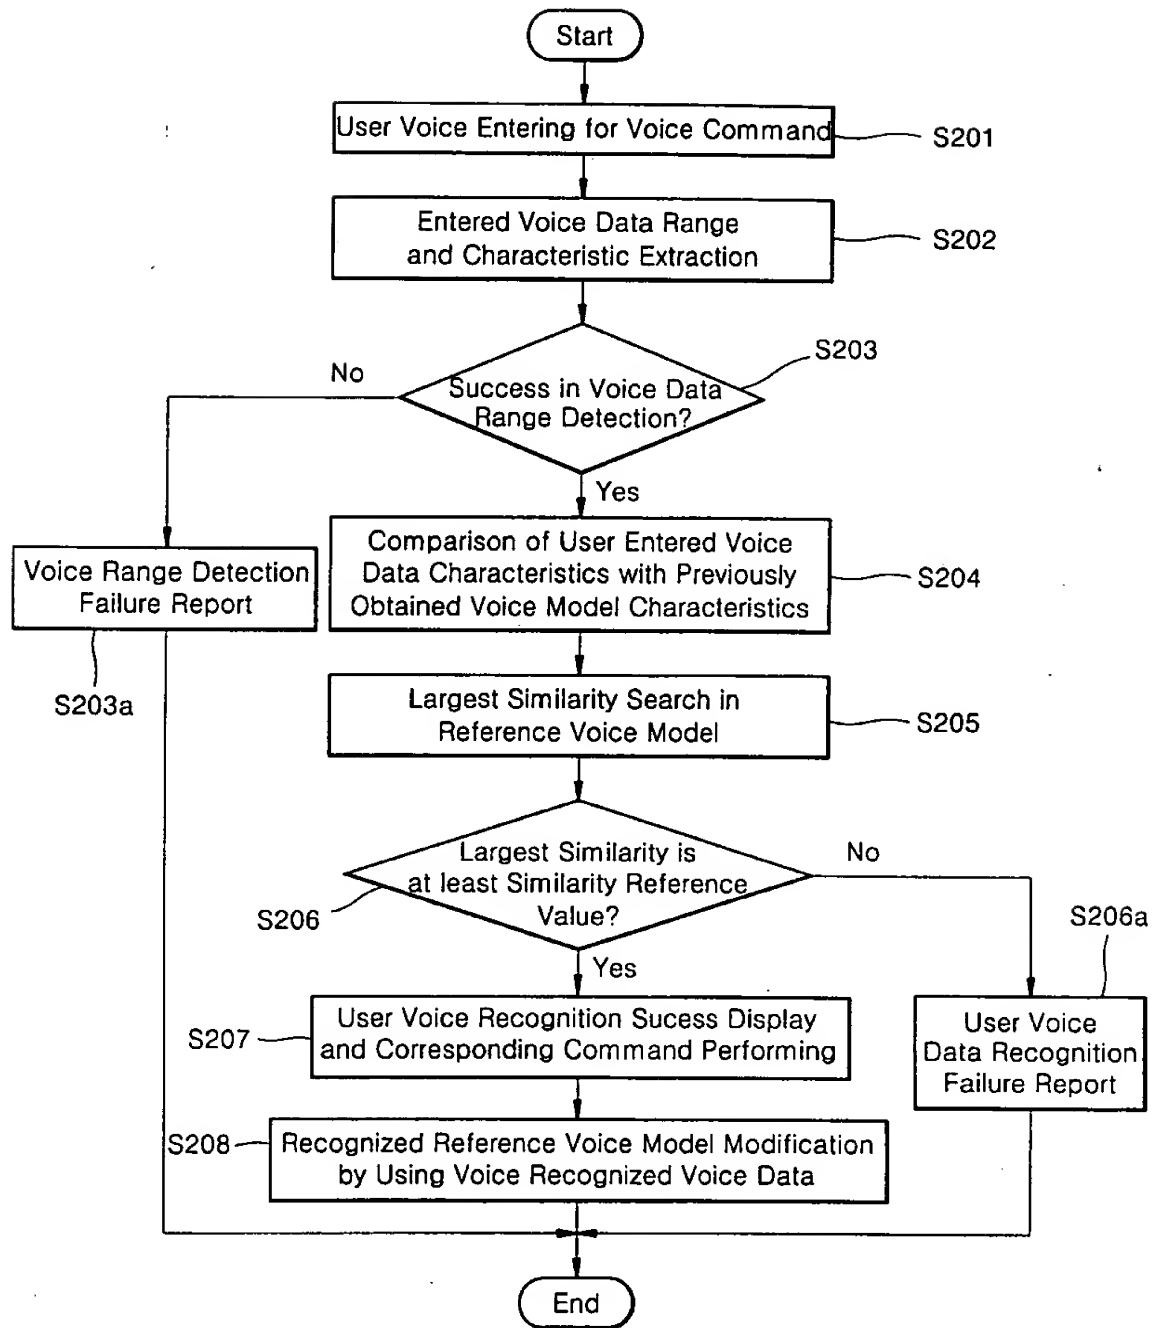 Start
User Voice Entering for Voice Command
S201
Entered Voice Data Range
and Characteristic Extraction
S202
S203
No
Success in Voice Data
Range Detection?
Yes
Voice Range Detection
Failure Report
S203a
Comparison of User Entered Voice
Data Characteristics with Previously
Obtained Voice Model Characteristics
S204
Largest Similarity Search in
Reference Voice Model
S205
Largest Similarity is
at least Similarity Reference
Value?
No
S206
S206a
Yes
User Voice Recognition Sucess Display
and Corresponding Command Performing
S207
User Voice
Data Recognition
Failure Report
S208
Recognized Reference Voice Model Modification
by Using Voice Recognized Voice Data
End